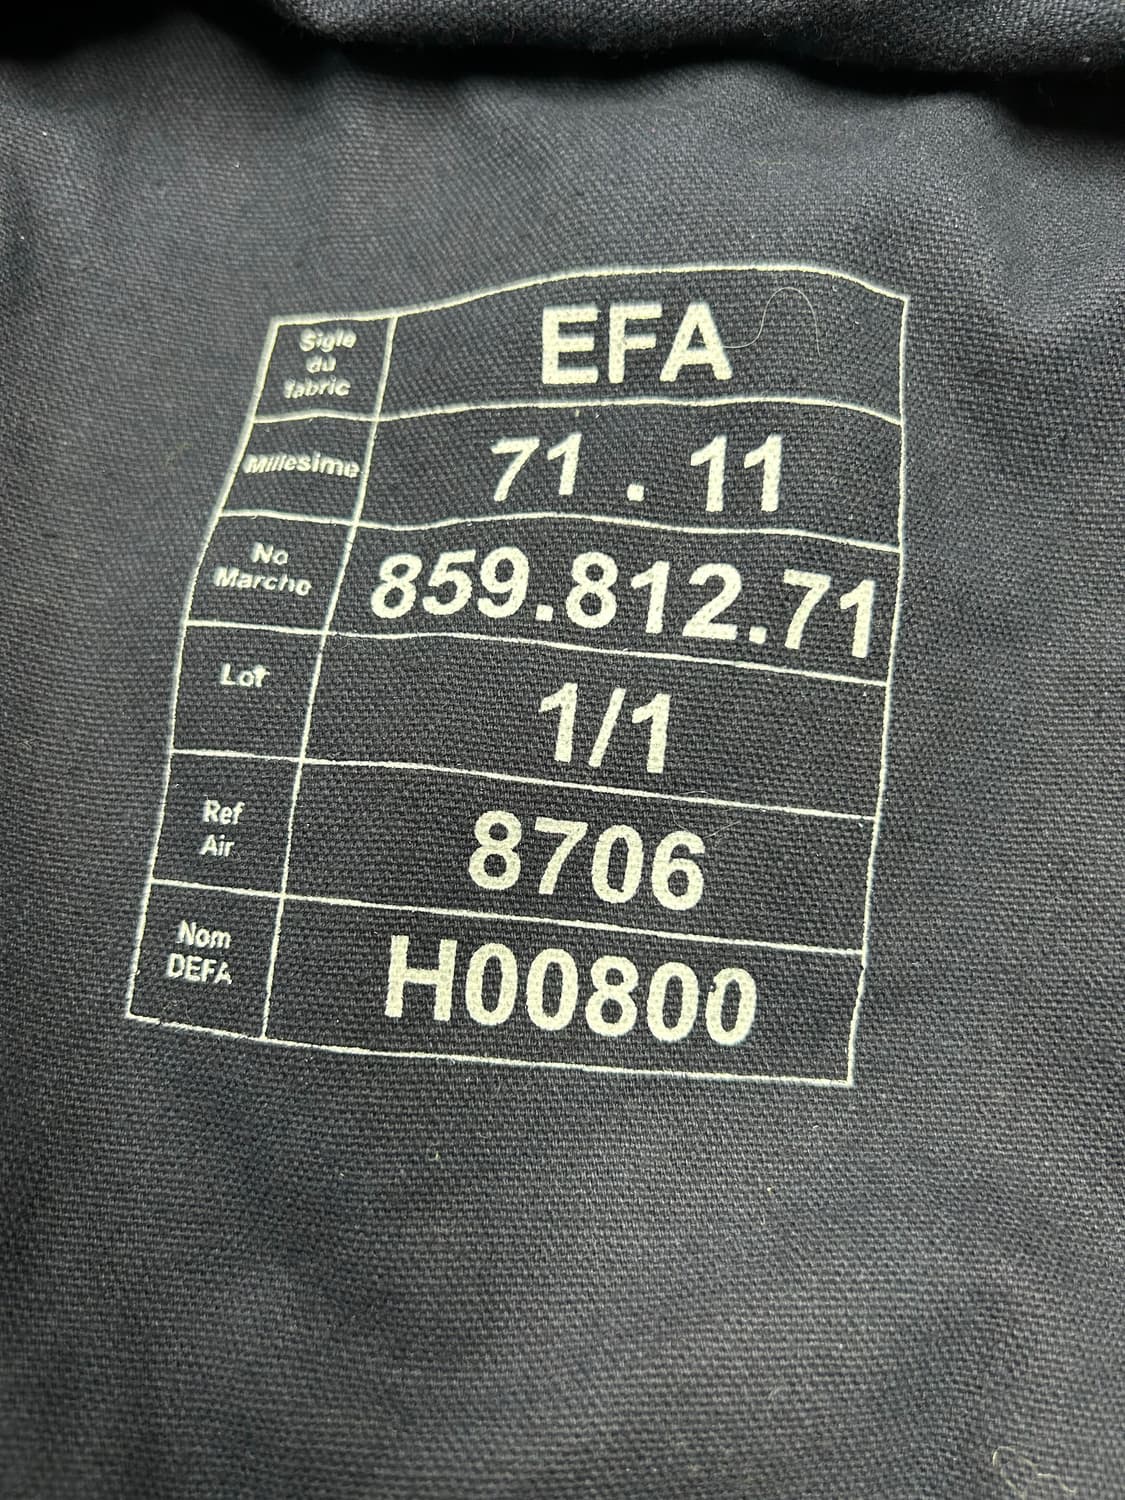 Sigle
du
fabric
EFA
Millesime
71 . 11
No
Marche
859.812.71
Lot
1/1
Ref
Air
8706
Nom
DEFA
H00800